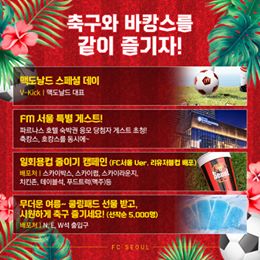 축구와 바캉스를
같이 즐기자!
맥도날드 스페셜 데이
V-Kick | 맥도날드 대표
FM 서울 특별 게스트!
파르나스 호텔 숙박권 응모 당첨자 게스트 초청!
축캉스, 호캉스를 동시에~
일회용컵 줄이기 캠페인 (FC서울 Ver. 리유저블컵 배포)
배포처 | 스카이박스, 스카이펍, 스카이라운지,
치킨존, 테이블석, 푸드트럭(맥주)등
무더운 여름~ 쿨링패드 선물 받고,
시원하게 축구 즐기세요! (선착순 5,000명)
배포처 | N, E, W석 출입구
FC SEOUL